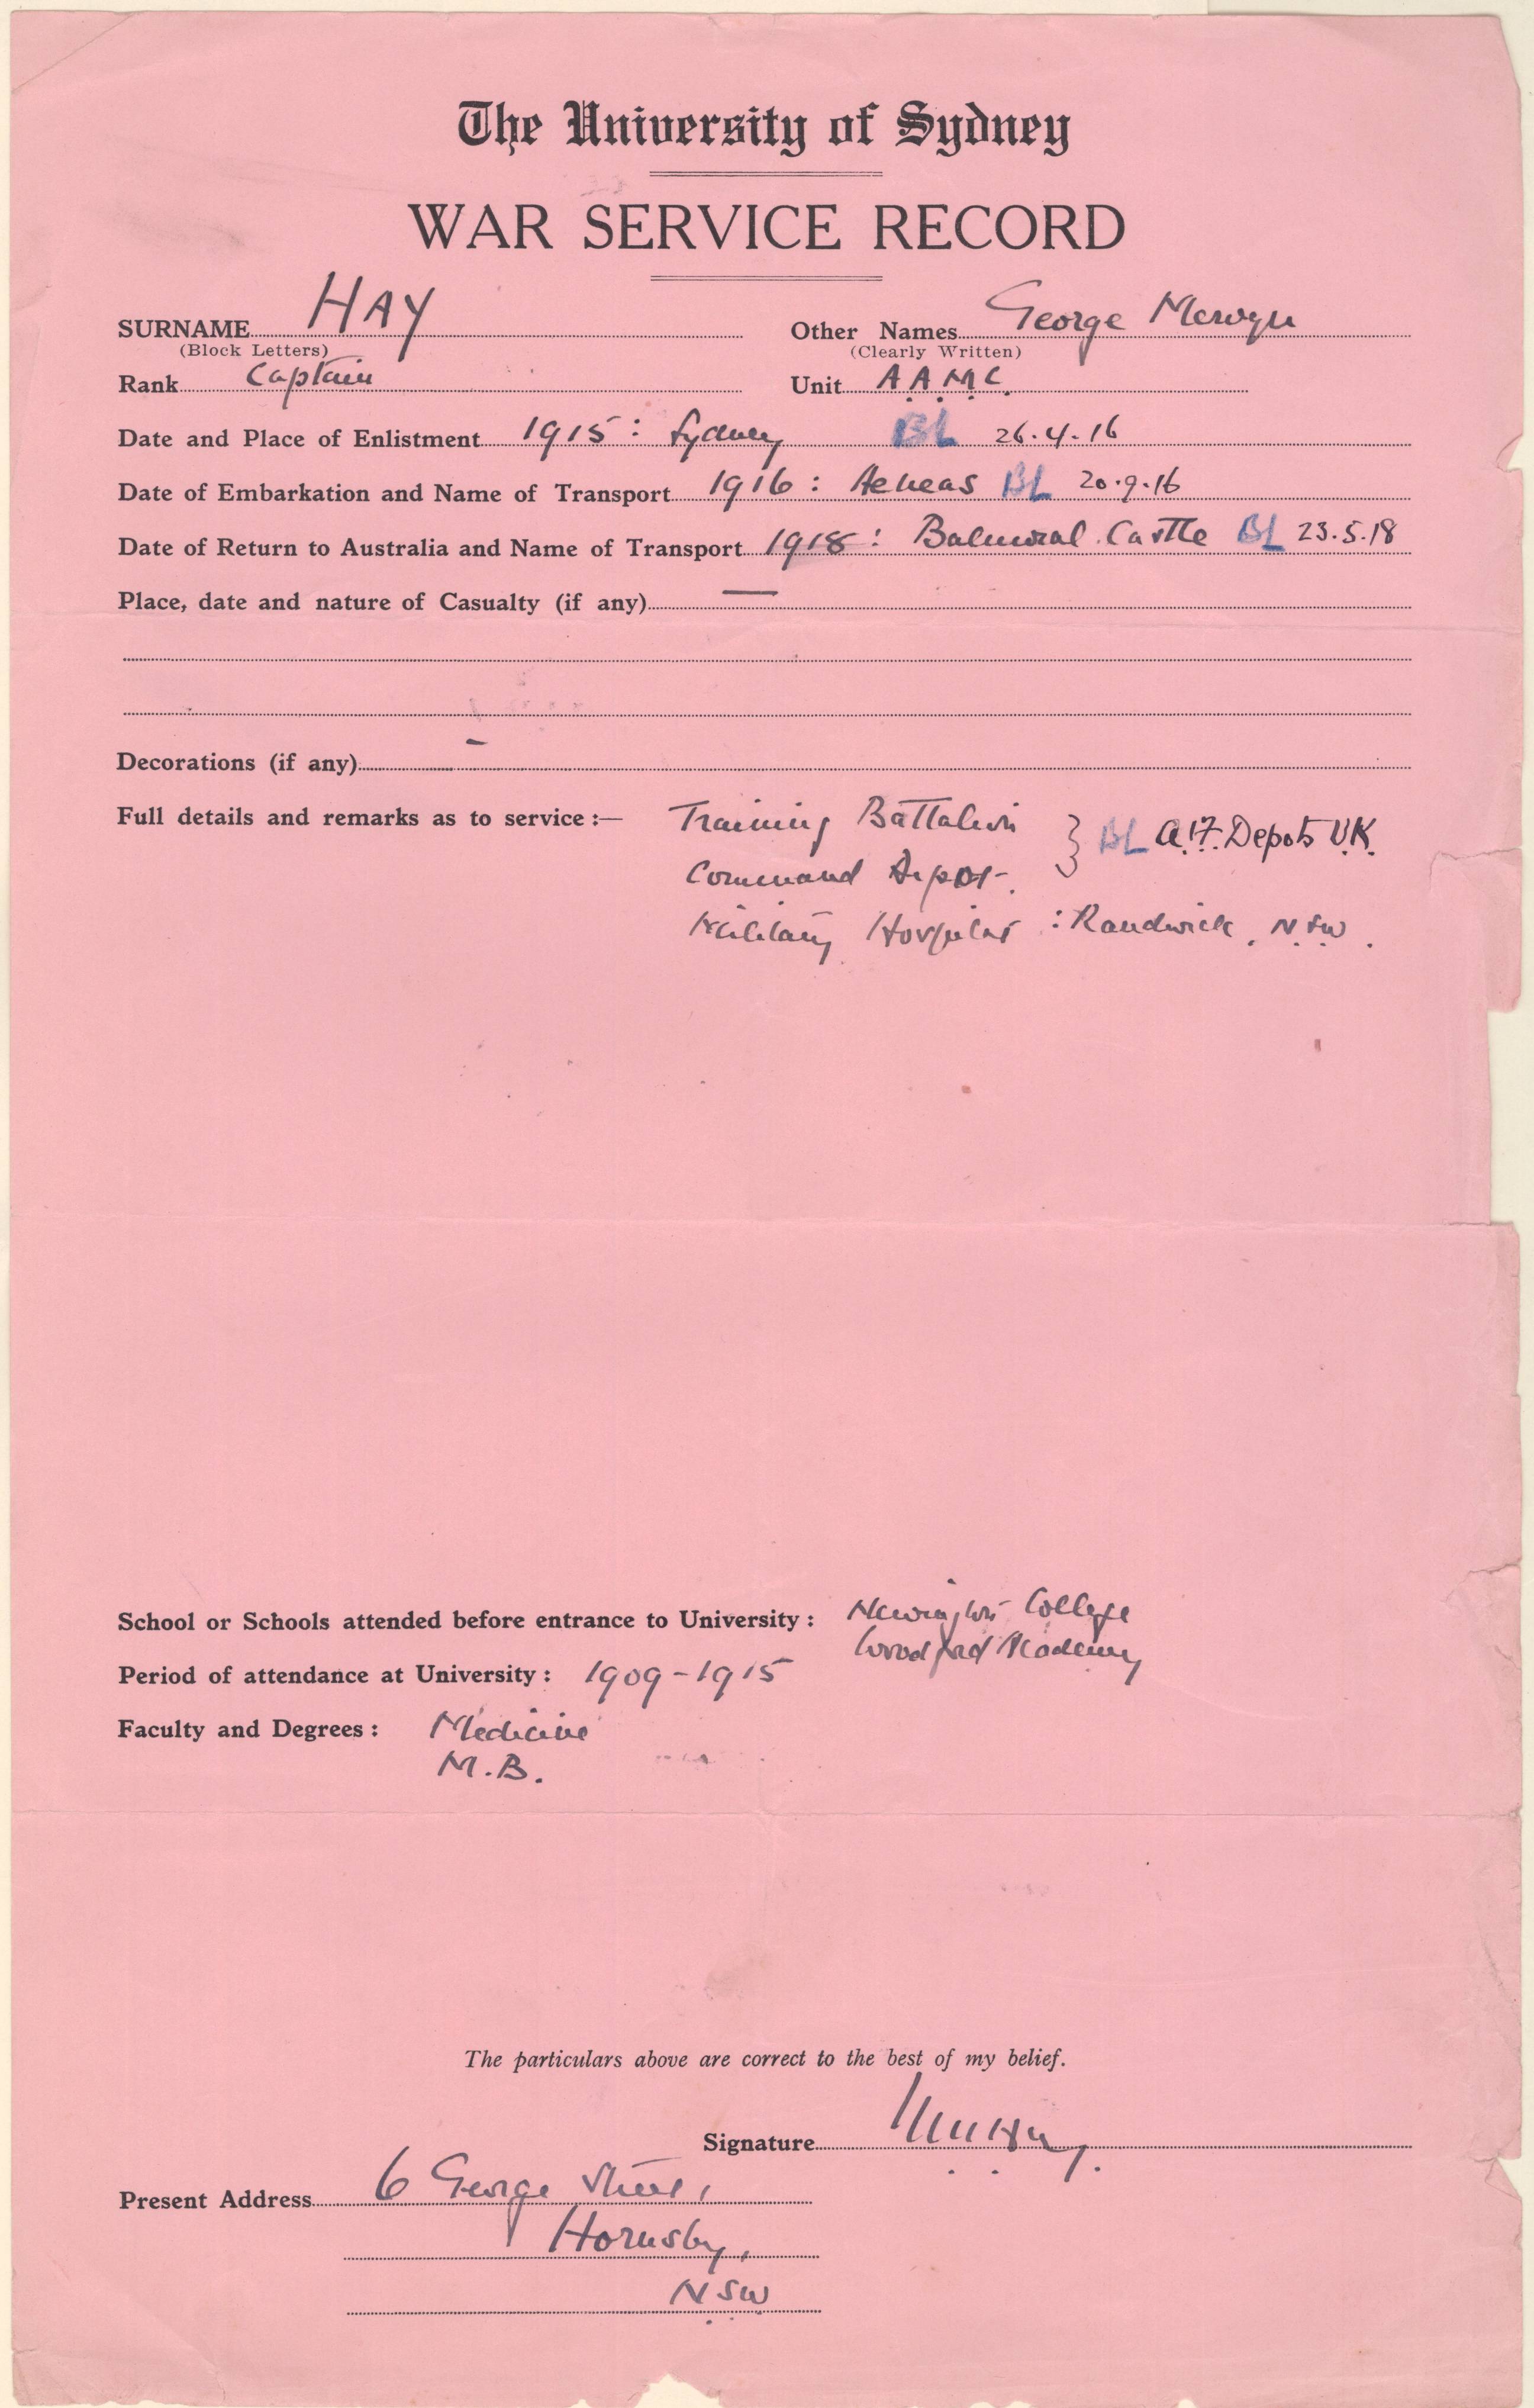 The University of Sydney
WAR SERVICE RECORD
SURNAME HAY Other Names George Mervyn
(Block Letters) (Clearly Written)
Rank Captain Unit A.A.M.C.
Date and Place of Enlistment 1915 : Sydney BL 26.4.16
Date of Embarkation and Name of Transport 1916 : Aeneas BL 20.9.16
Date of Return to Australia and Name of Transport 1918 : Balmoral Castle BL 23.5.18
Place, date and nature of Casualty (if any) —
Decorations (if any) –
Full details and remarks as to service :— Training Battalion
Command Depot. } BL A.I.F. Depots U.K.
Military Hospital : Randwick, N.S.W.
School or Schools attended before entrance to University : Newington College
Woodford Academy
Period of attendance at University : 1909-1915
Faculty and Degrees : Medicine
M.B.
The particulars above are correct to the best of my belief.
Signature
Present Address 6 George Street,
Hornsby,
N.S.W